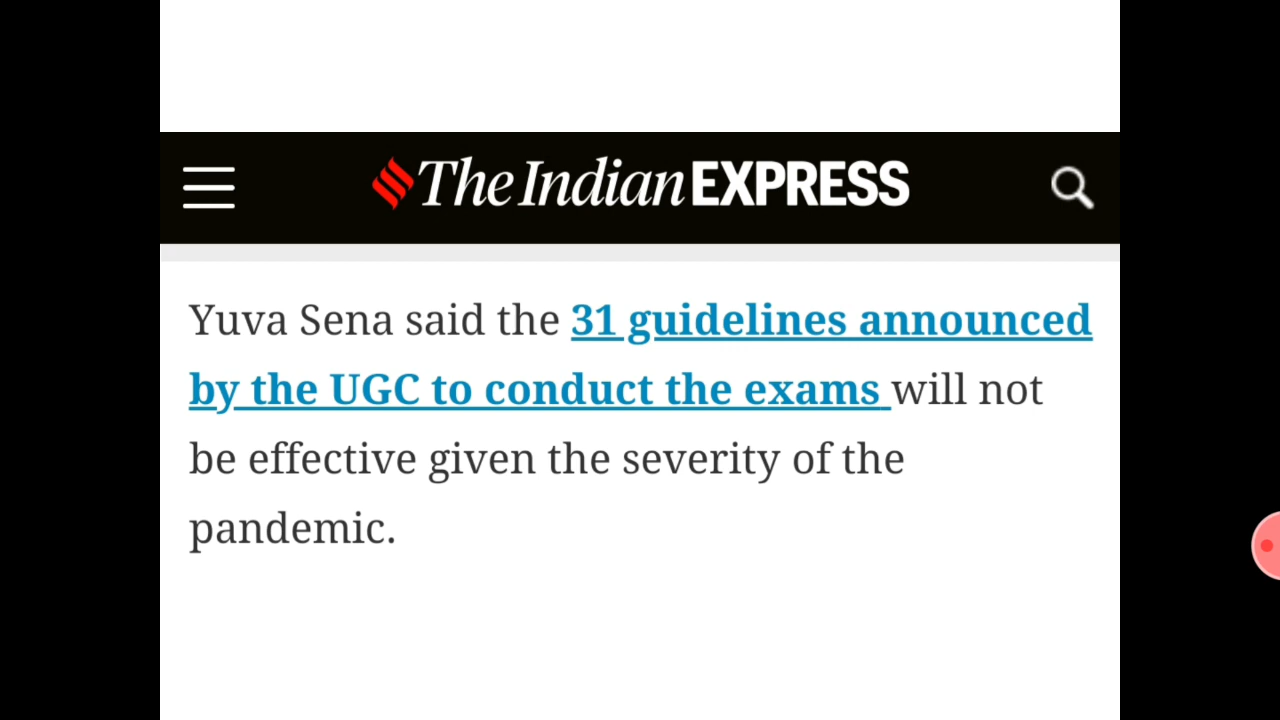 The Indian EXPRESS
Yuva Sena said the 31 guidelines announced
by the UGC to conduct the exams will not
be effective given the severity of the
pandemic.